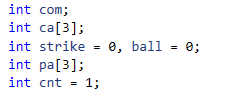 int com;
int ca[3];
int strike = 0, ball = 0;
int pa[3];
int cnt = 1;